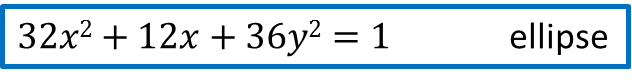 32x² + 12x + 36y² = 1 ellipse